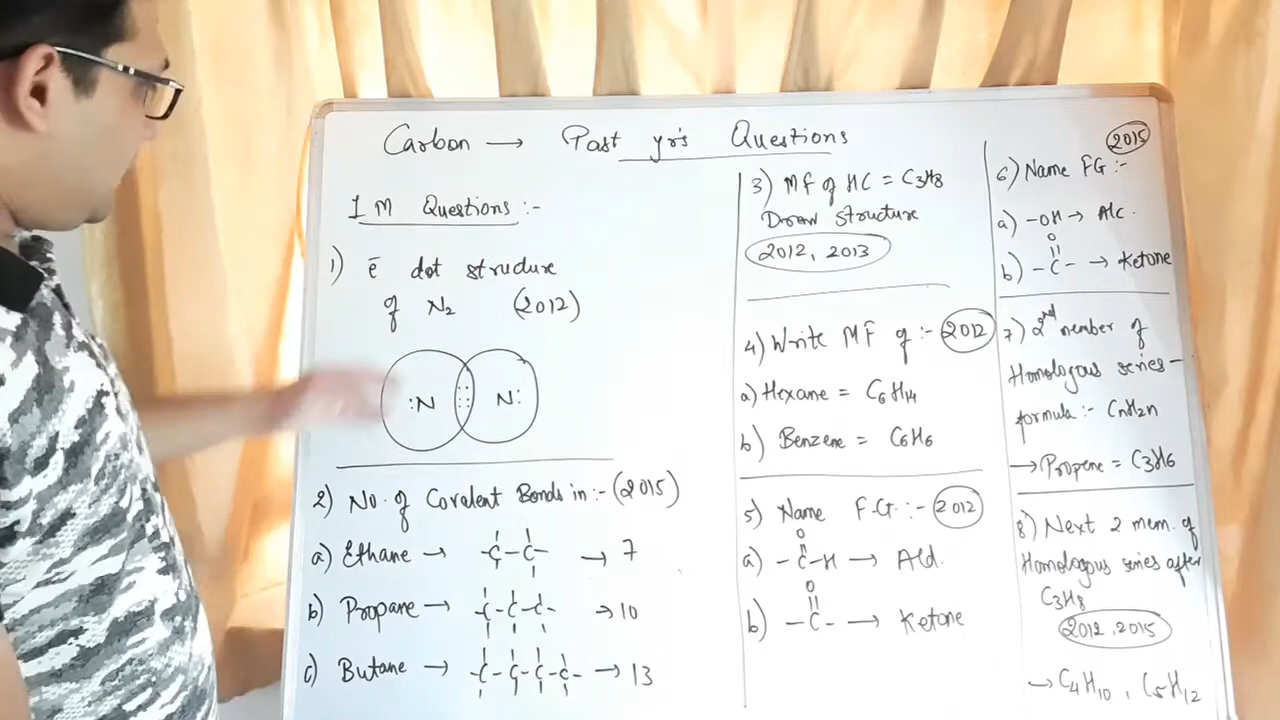 Carbon → Past yr's Questions
1 M Questions :-
1) ē dot structure
of N₂ (2012)
:N :::  N:
2) No. of Covalent Bonds in :- (2015)
a) Ethane → -C-C- → 7
b) Propane → -C-C-C- → 10
c) Butane → -C-C-C-C- → 13
3) MF of HC = C₃H₈
Draw Structure
2012, 2013
4) Write MF of :- 2012
a) Hexane = C₆H₁₄
b) Benzene = C₆H₆
5) Name F.G. :- 2012
O
a) -C-H → Ald.
O
b) -C- → Ketone
2015
6) Name FG :-
a) -OH → Alc.
O
b) -C- → Ketone
7) 2nd member of
Homologous series -
formula :- CnH2n
→ Propene = C₃H₆
8) Next 2 mem. of
Homologous series after
C₃H₈
2012, 2015
→ C₄H₁₀, C₅H₁₂